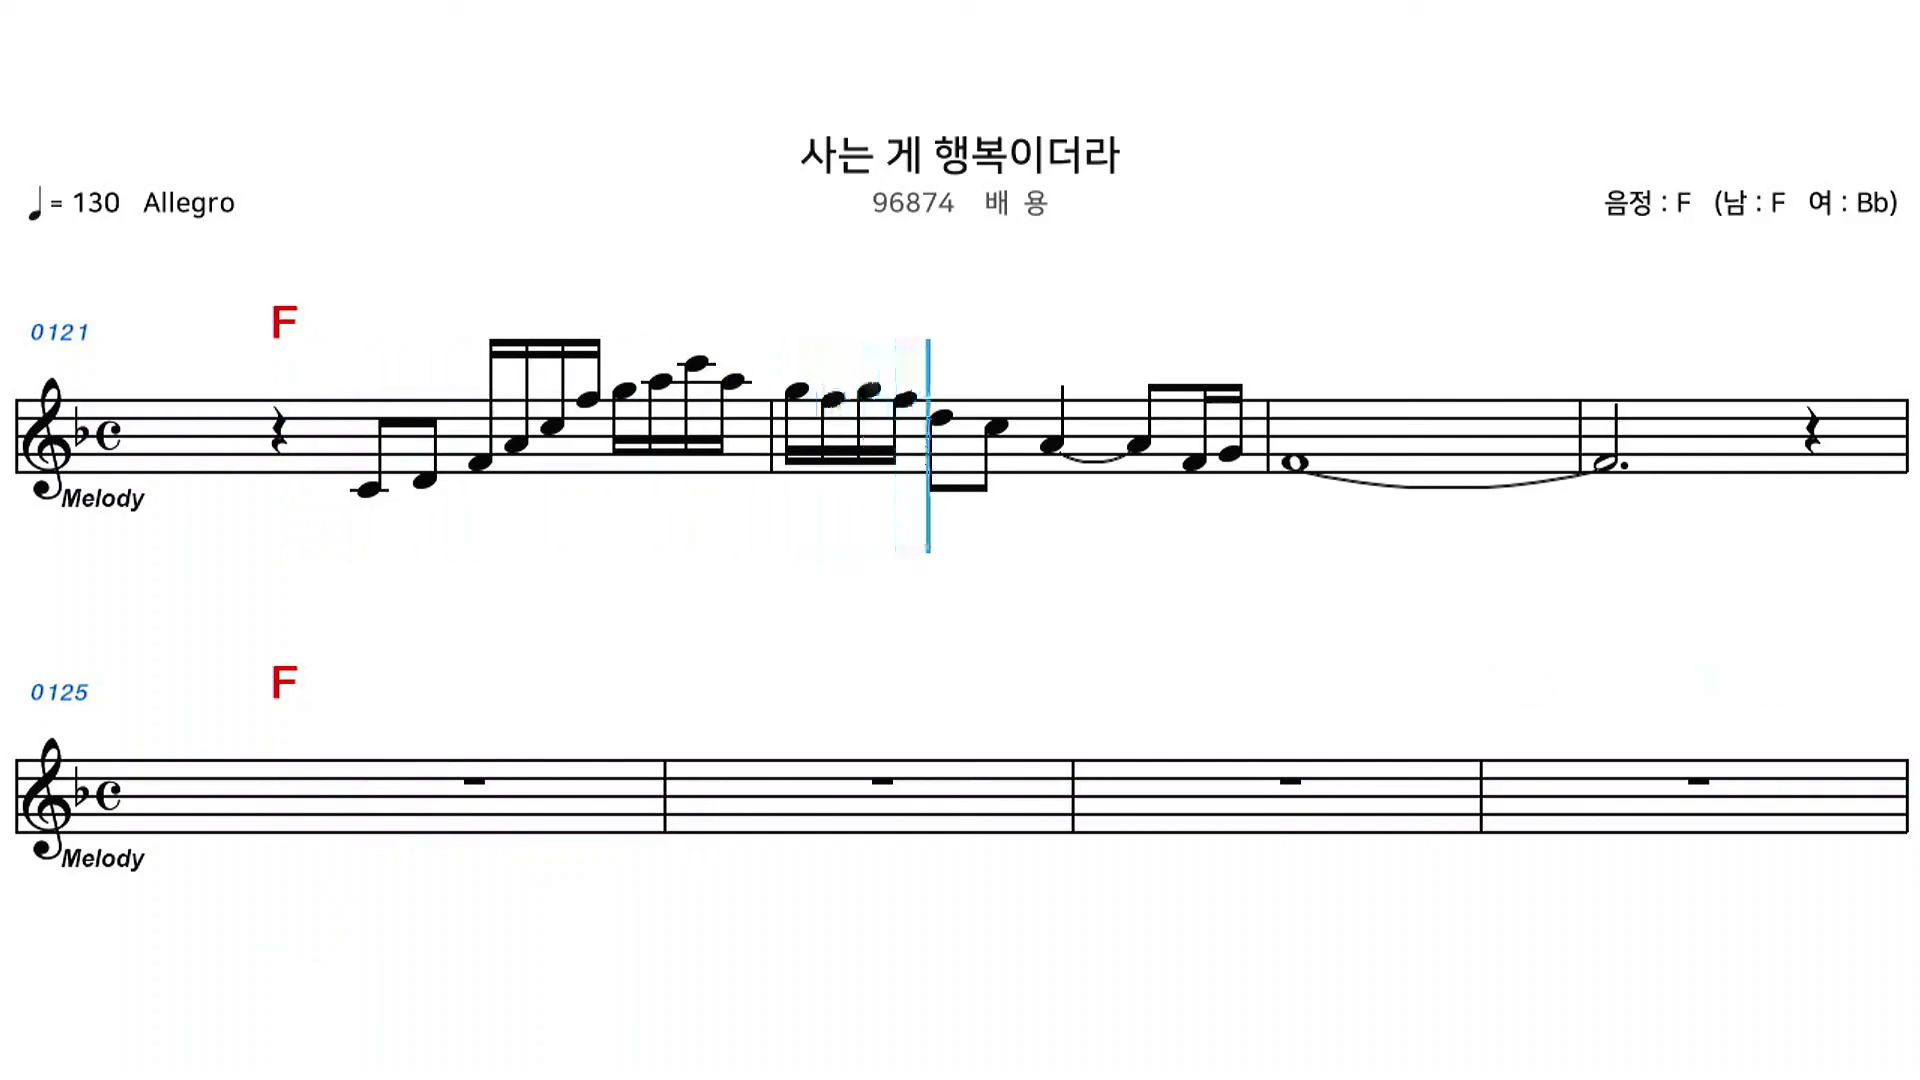 사는 게 행복이더라
♩= 130 Allegro 96874 배 용 음정 : F (남 : F 여 : Bb)
0121 F
Melody
0125 F
Melody